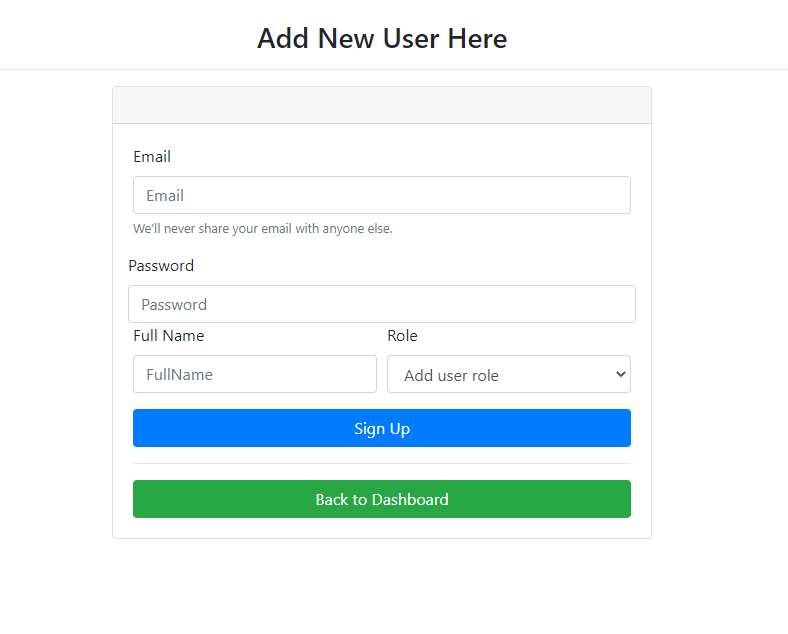 Add New User Here
Email
Email
We'll never share your email with anyone else.
Password
Password
Full Name Role
FullName Add user role
Sign Up
Back to Dashboard